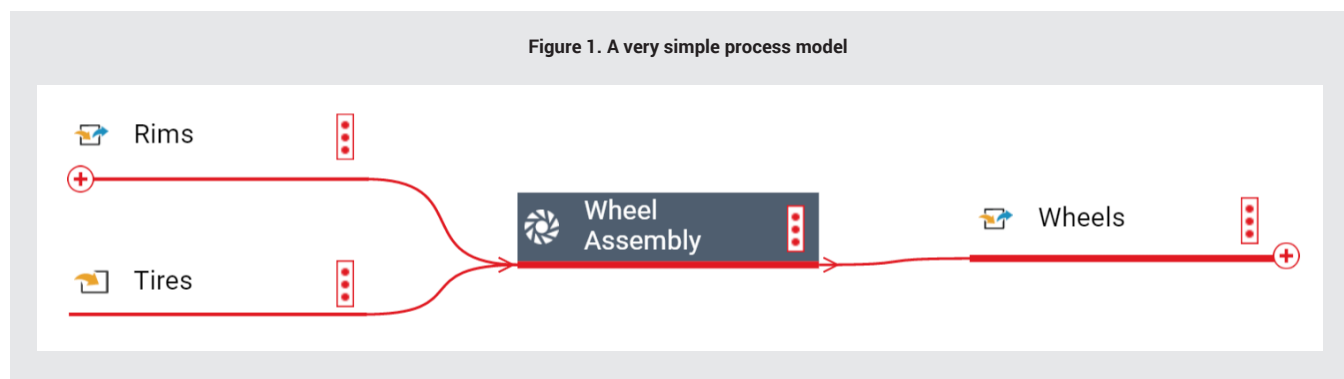 Figure 1. A very simple process model
Rims
Tires
Wheel
Assembly
Wheels